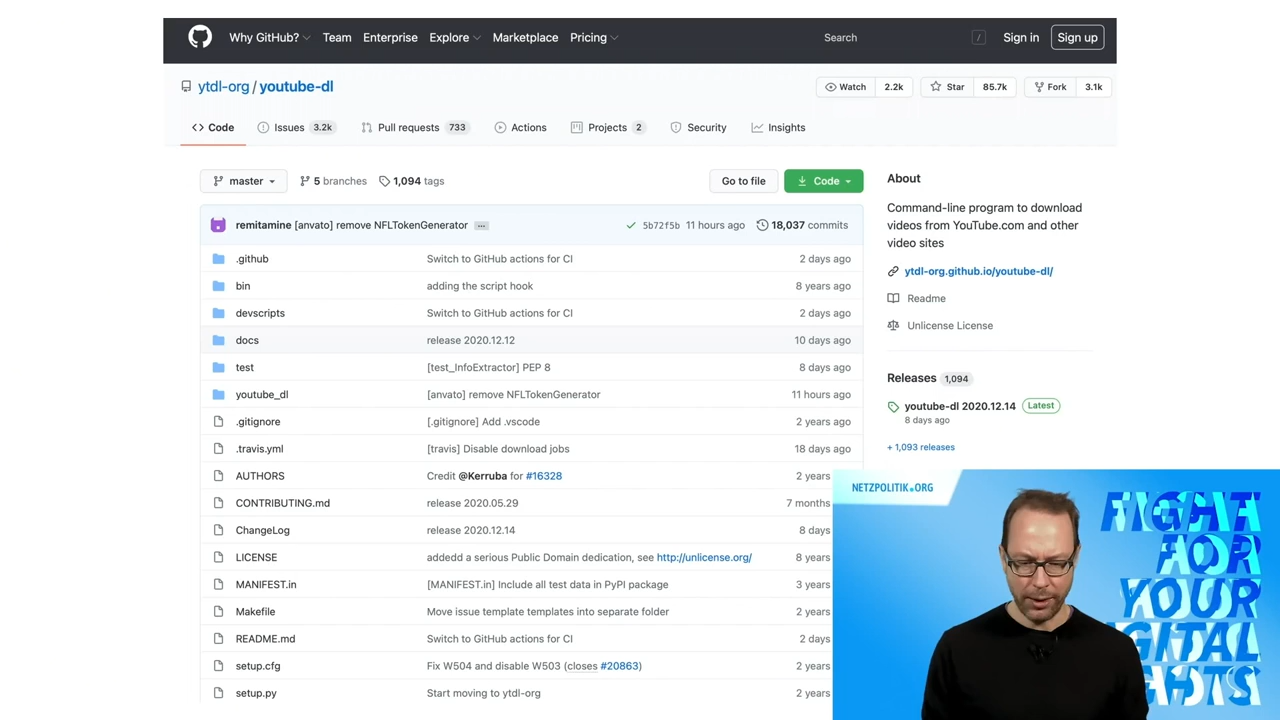 Why GitHub? Team Enterprise Explore Marketplace Pricing Search / Sign in Sign up
ytdl-org / youtube-dl Watch 2.2k Star 85.7k Fork 3.1k
Code Issues 3.2k Pull requests 733 Actions Projects 2 Security Insights
master 5 branches 1,094 tags Go to file Code
remitamine [anvato] remove NFLTokenGenerator ... 5b72f5b 11 hours ago 18,037 commits
.github Switch to GitHub actions for CI 2 days ago
bin adding the script hook 8 years ago
devscripts Switch to GitHub actions for CI 2 days ago
docs release 2020.12.12 10 days ago
test [test_InfoExtractor] PEP 8 8 days ago
youtube_dl [anvato] remove NFLTokenGenerator 11 hours ago
.gitignore [.gitignore] Add .vscode 2 years ago
.travis.yml [travis] Disable download jobs 18 days ago
AUTHORS Credit @Kerruba for #16328 2 years
CONTRIBUTING.md release 2020.05.29 7 months
ChangeLog release 2020.12.14 8 days
LICENSE addedd a serious Public Domain dedication, see http://unlicense.org/ 8 years
MANIFEST.in [MANIFEST.in] Include all test data in PyPI package 3 years
Makefile Move issue template templates into separate folder 2 years
README.md Switch to GitHub actions for CI 2 days
setup.cfg Fix W504 and disable W503 (closes #20863) 2 years
setup.py Start moving to ytdl-org 2 years
About
Command-line program to download
videos from YouTube.com and other
video sites
ytdl-org.github.io/youtube-dl/
Readme
Unlicense License
Releases 1,094
youtube-dl 2020.12.14 Latest
8 days ago
+ 1,093 releases
NETZPOLITIK.ORG
FIGHT
FOR
YOUR
IGITAL
GHTS